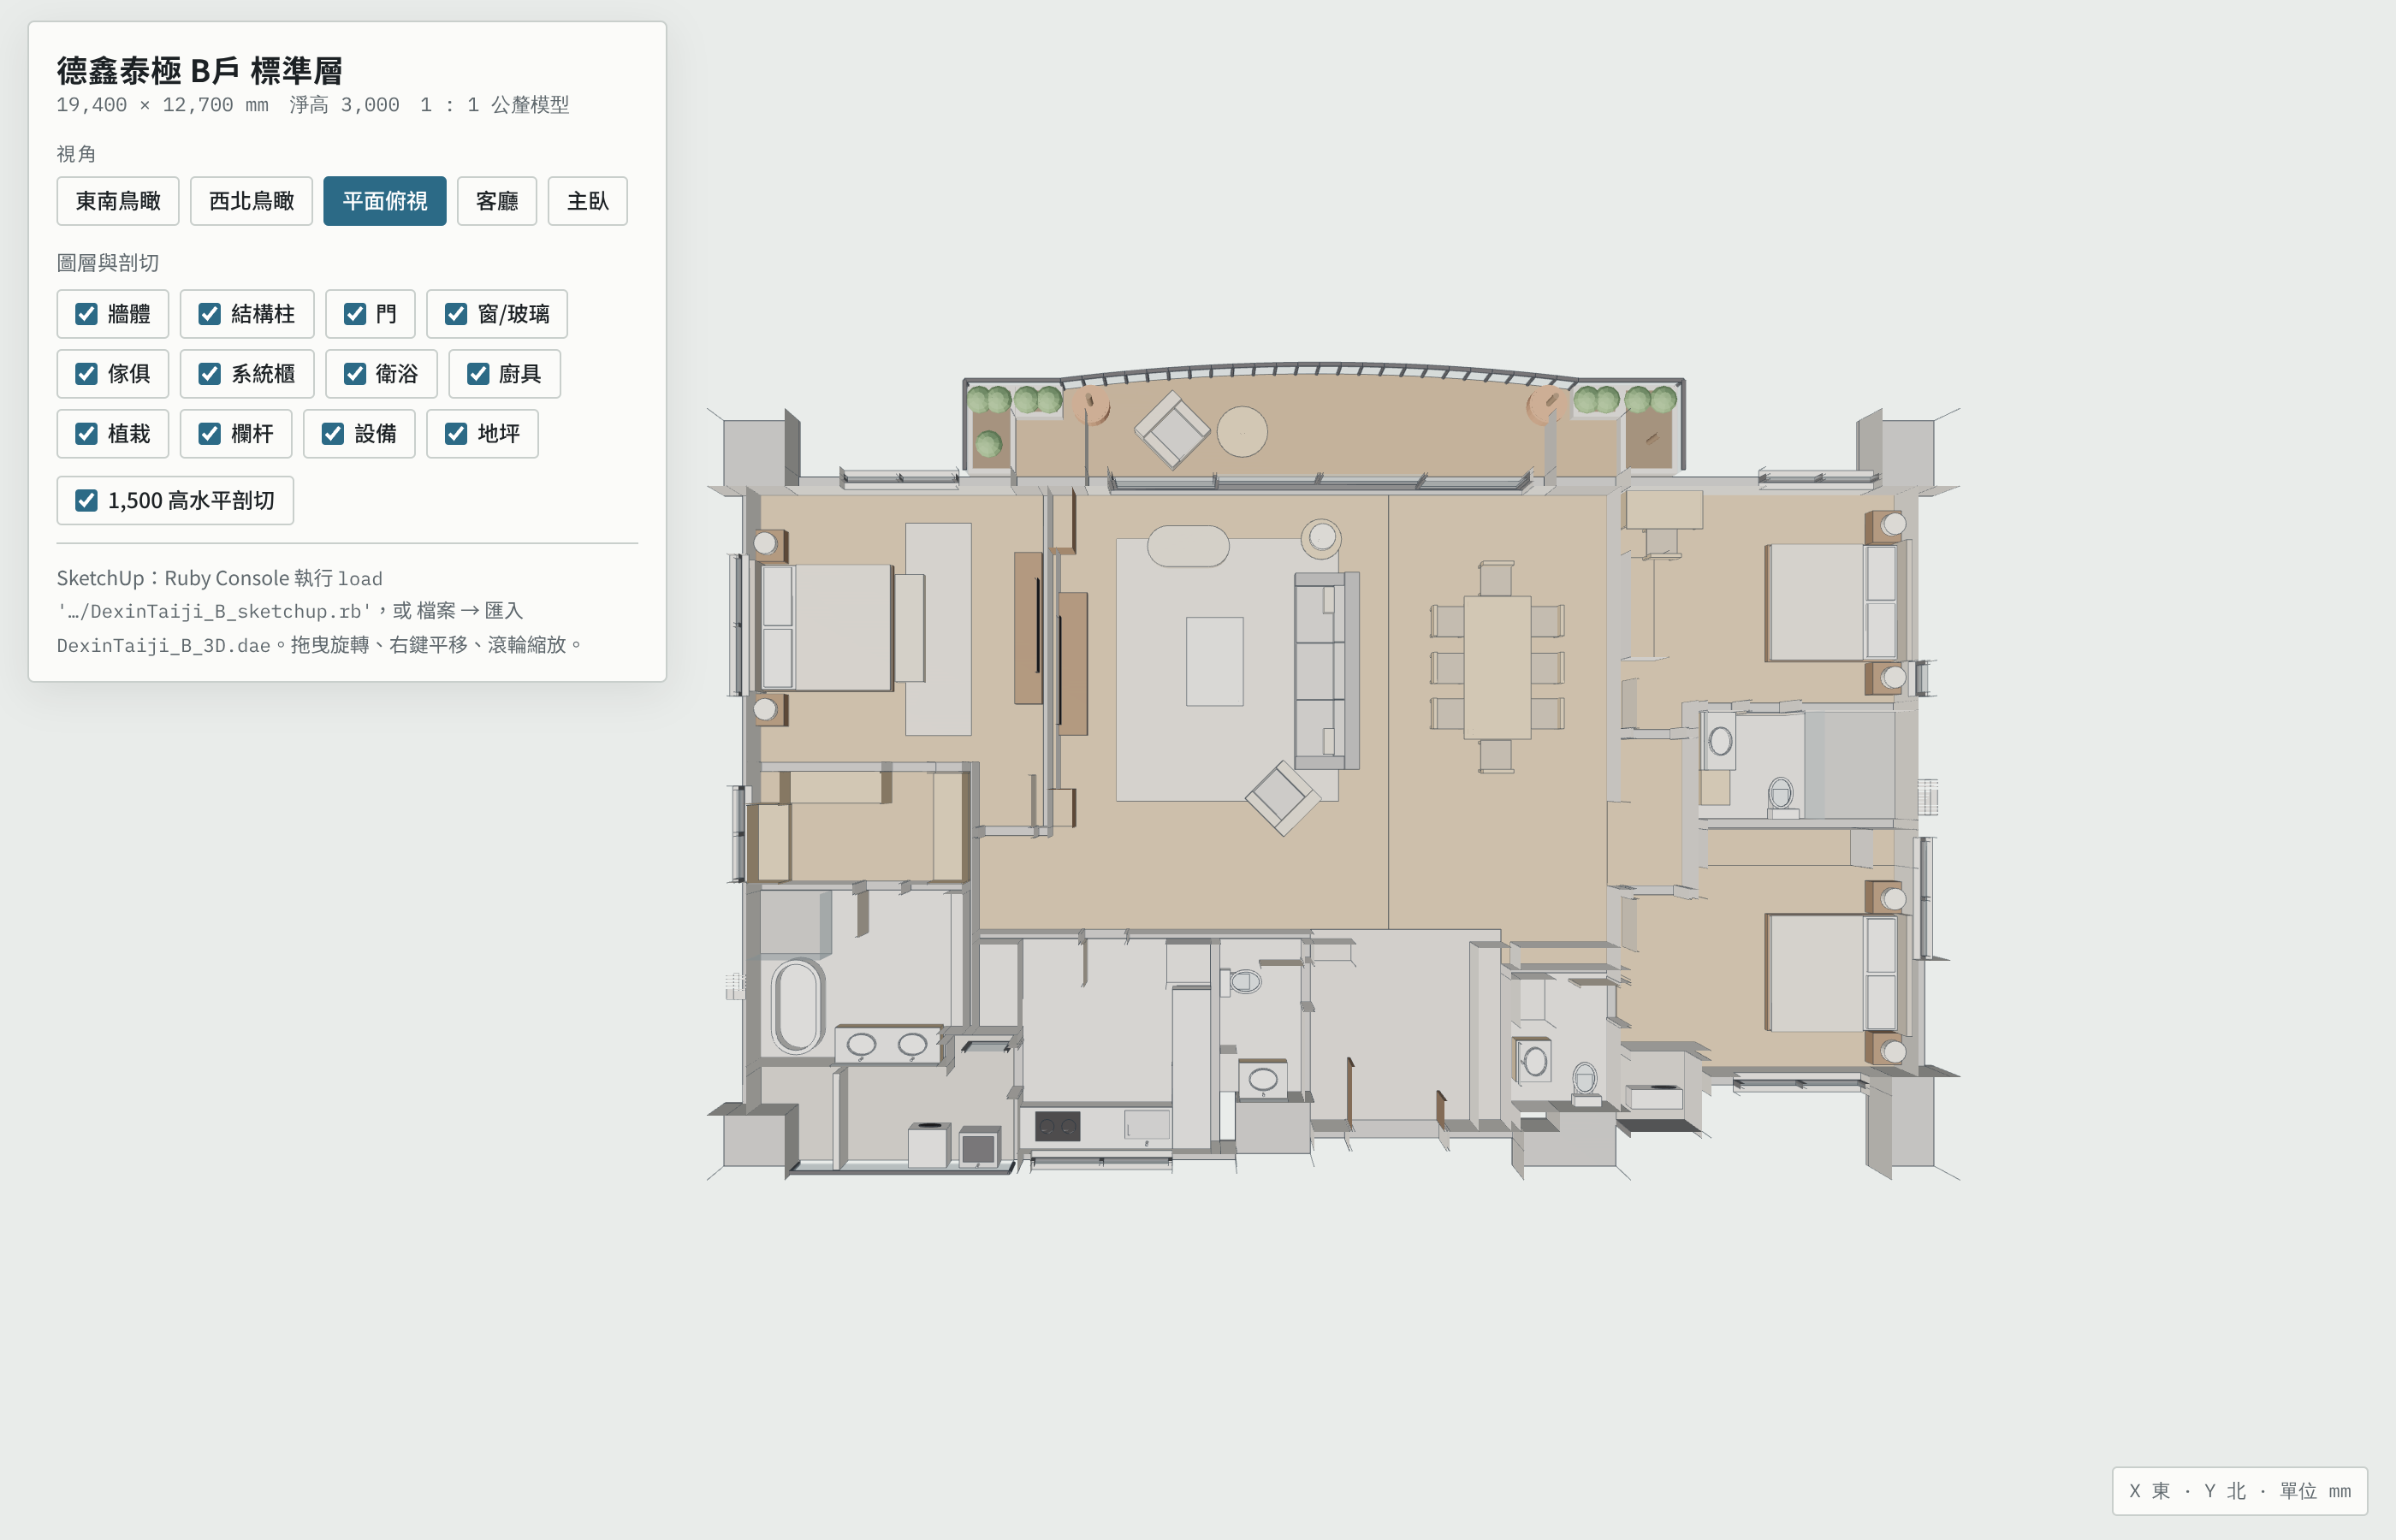 德鑫泰極 B戶 標準層
19,400 × 12,700 mm 淨高 3,000 1 : 1 公釐模型
視角
東南鳥瞰 西北鳥瞰 平面俯視 客廳 主臥
圖層與剖切
牆體 結構柱 門 窗/玻璃
傢俱 系統櫃 衛浴 廚具
植栽 欄杆 設備 地坪
1,500 高水平剖切
SketchUp：Ruby Console 執行 load
'…/DexinTaiji_B_sketchup.rb'，或 檔案 → 匯入
DexinTaiji_B_3D.dae。拖曳旋轉、右鍵平移、滾輪縮放。
X 東 · Y 北 · 單位 mm